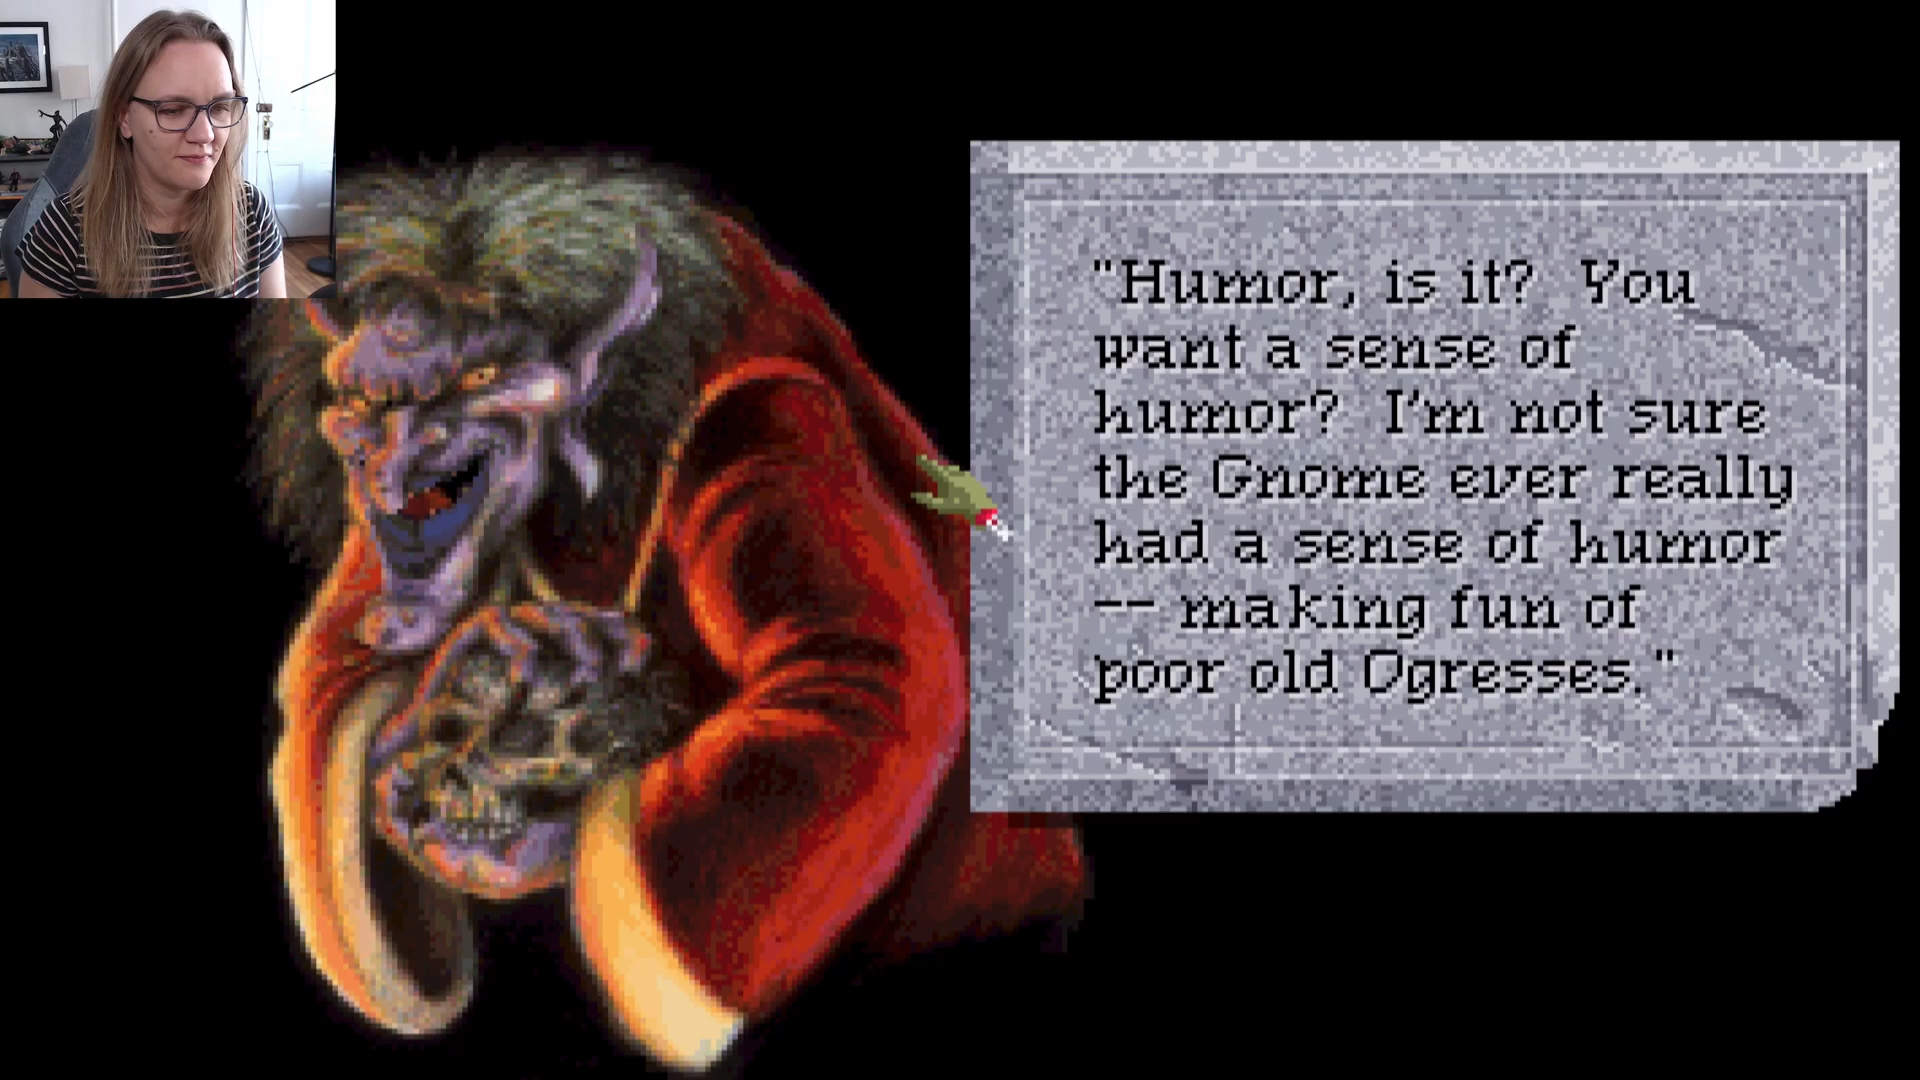 "Humor, is it?  You
want a sense of
humor?  I'm not sure
the Gnome ever really
had a sense of humor
-- making fun of
poor old Ogresses."